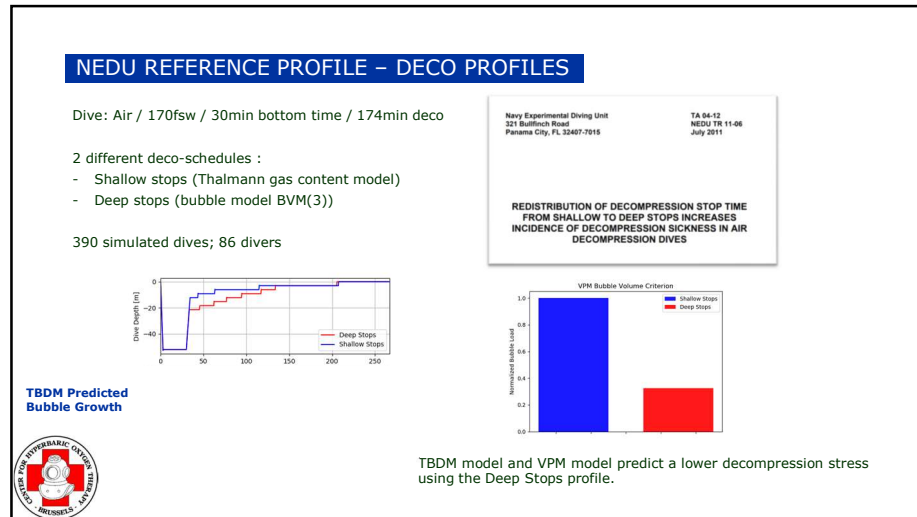 NEDU REFERENCE PROFILE – DECO PROFILES
Dive: Air / 170fsw / 30min bottom time / 174min deco
2 different deco-schedules :
- Shallow stops (Thalmann gas content model)
- Deep stops (bubble model BVM(3))
390 simulated dives; 86 divers
Navy Experimental Diving Unit
321 Bullfinch Road
Panama City, FL 32407-7015
TA 04-12
NEDU TR 11-06
July 2011
REDISTRIBUTION OF DECOMPRESSION STOP TIME
FROM SHALLOW TO DEEP STOPS INCREASES
INCIDENCE OF DECOMPRESSION SICKNESS IN AIR
DECOMPRESSION DIVES
Dive Depth [m]
0
−20
−40
Deep Stops
Shallow Stops
0 50 100 150 200 250
VPM Bubble Volume Criterion
Normalized Bubble Load
1.0
0.8
0.6
0.4
0.2
0.0
Shallow Stops
Deep Stops
TBDM Predicted
Bubble Growth
CENTER FOR HYPERBARIC OXYGEN THERAPY
- BRUSSELS -
TBDM model and VPM model predict a lower decompression stress
using the Deep Stops profile.